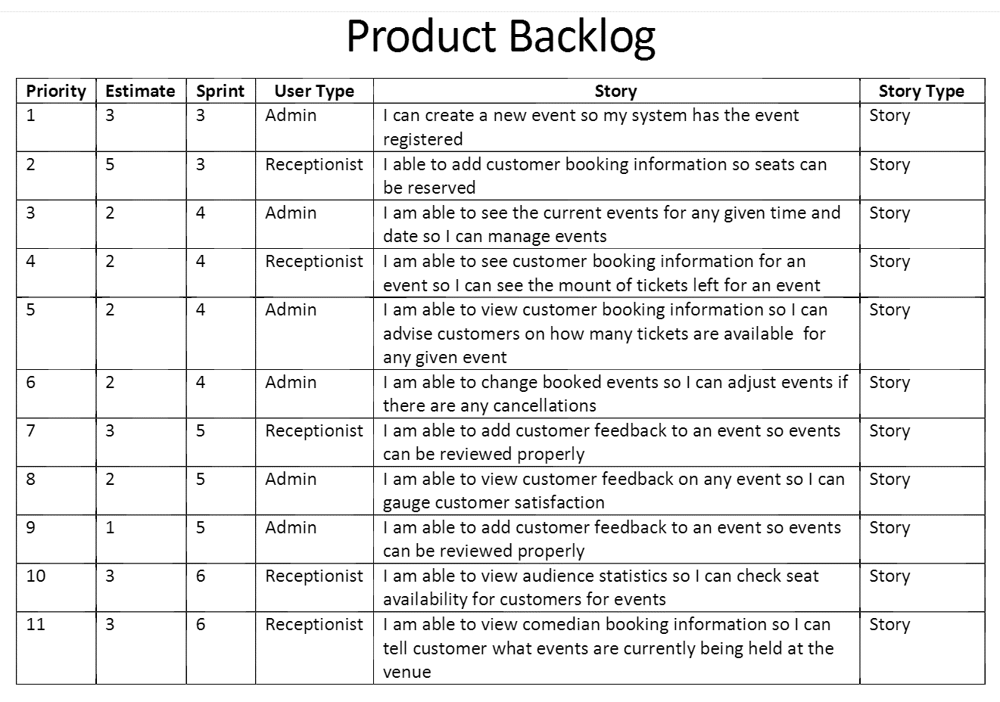 Product Backlog
Priority Estimate Sprint User Type Story Story Type
1 3 3 Admin I can create a new event so my system has the event Story
registered
2 5 3 Receptionist I able to add customer booking information so seats can Story
be reserved
3 2 4 Admin I am able to see the current events for any given time and Story
date so I can manage events
4 2 4 Receptionist I am able to see customer booking information for an Story
event so I can see the mount of tickets left for an event
5 2 4 Admin I am able to view customer booking information so I can Story
advise customers on how many tickets are available for
any given event
6 2 4 Admin I am able to change booked events so I can adjust events if Story
there are any cancellations
7 3 5 Receptionist I am able to add customer feedback to an event so events Story
can be reviewed properly
8 2 5 Admin I am able to view customer feedback on any event so I can Story
gauge customer satisfaction
9 1 5 Admin I am able to add customer feedback to an event so events Story
can be reviewed properly
10 3 6 Receptionist I am able to view audience statistics so I can check seat Story
availability for customers for events
11 3 6 Receptionist I am able to view comedian booking information so I can Story
tell customer what events are currently being held at the
venue